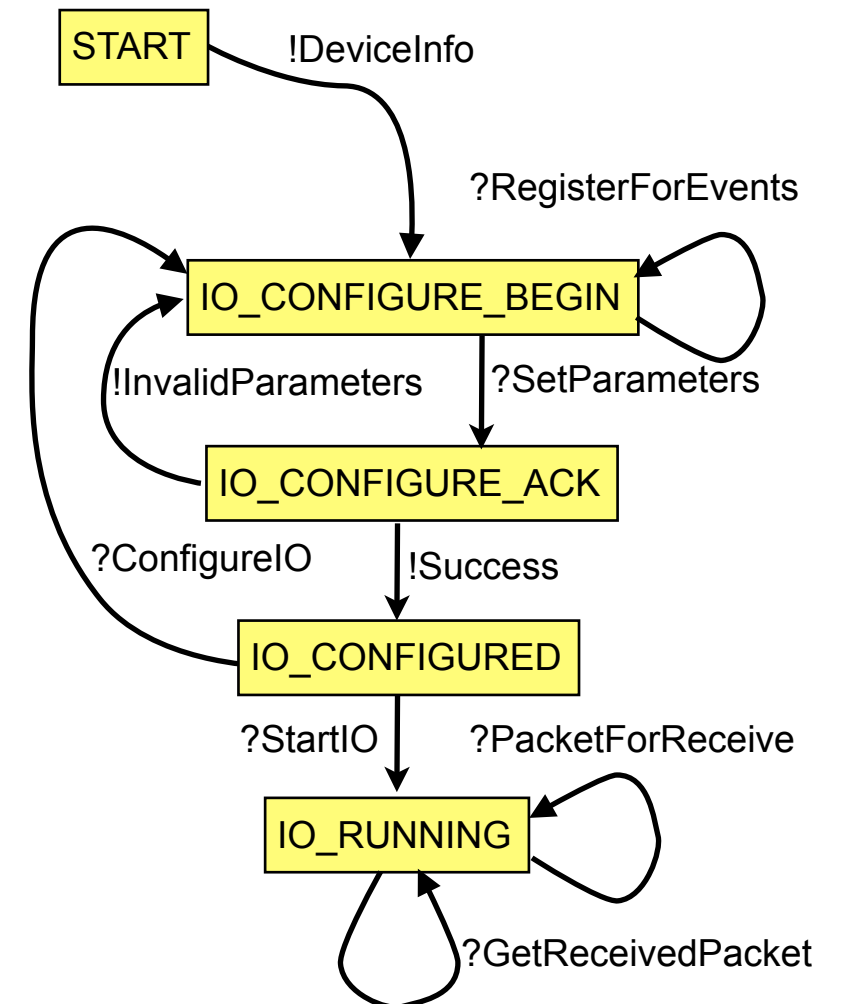 START
!DeviceInfo
?RegisterForEvents
IO_CONFIGURE_BEGIN
!InvalidParameters
?SetParameters
IO_CONFIGURE_ACK
?ConfigureIO
!Success
IO_CONFIGURED
?StartIO
?PacketForReceive
IO_RUNNING
?GetReceivedPacket